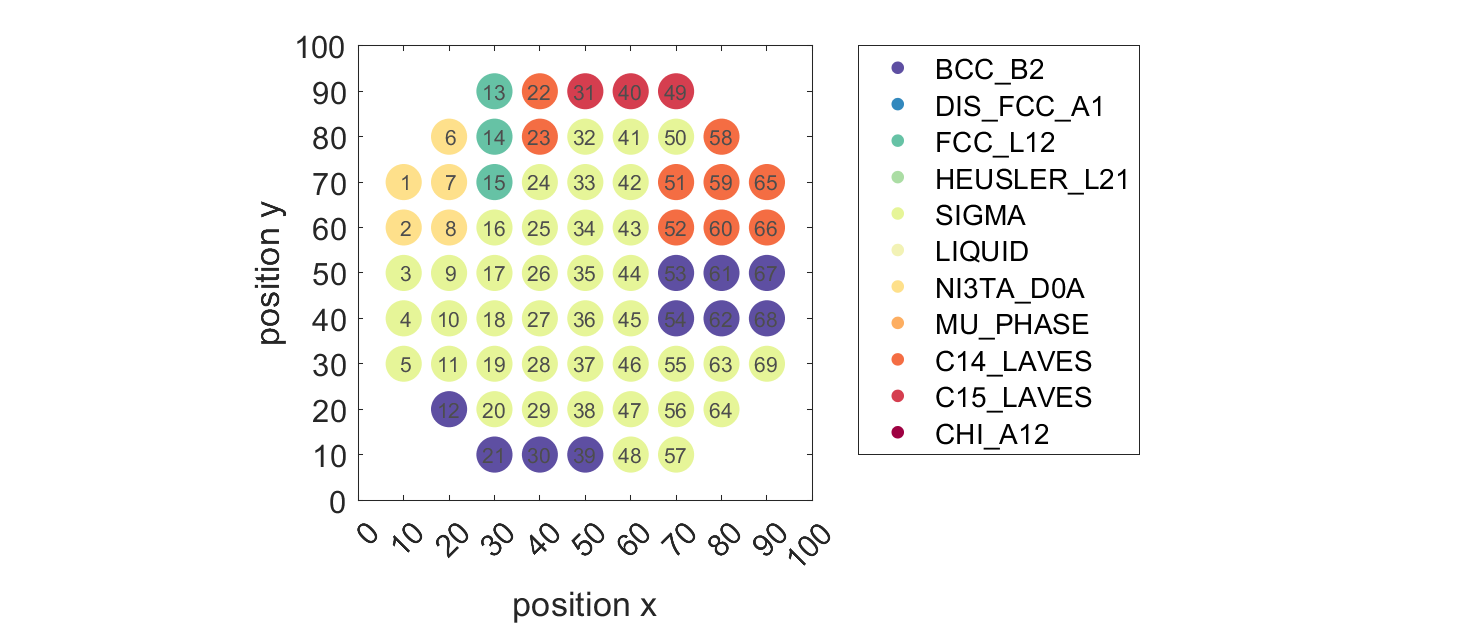 100
90
80
70
60
50
40
30
20
10
0
position y
13 22 31 40 49
6 14 23 32 41 50 58
1 7 15 24 33 42 51 59 65
2 8 16 25 34 43 52 60 66
3 9 17 26 35 44 53 61 67
4 10 18 27 36 45 54 62 68
5 11 19 28 37 46 55 63 69
12 20 29 38 47 56 64
21 30 39 48 57
0 10 20 30 40 50 60 70 80 90 100
position x
BCC_B2
DIS_FCC_A1
FCC_L12
HEUSLER_L21
SIGMA
LIQUID
NI3TA_D0A
MU_PHASE
C14_LAVES
C15_LAVES
CHI_A12